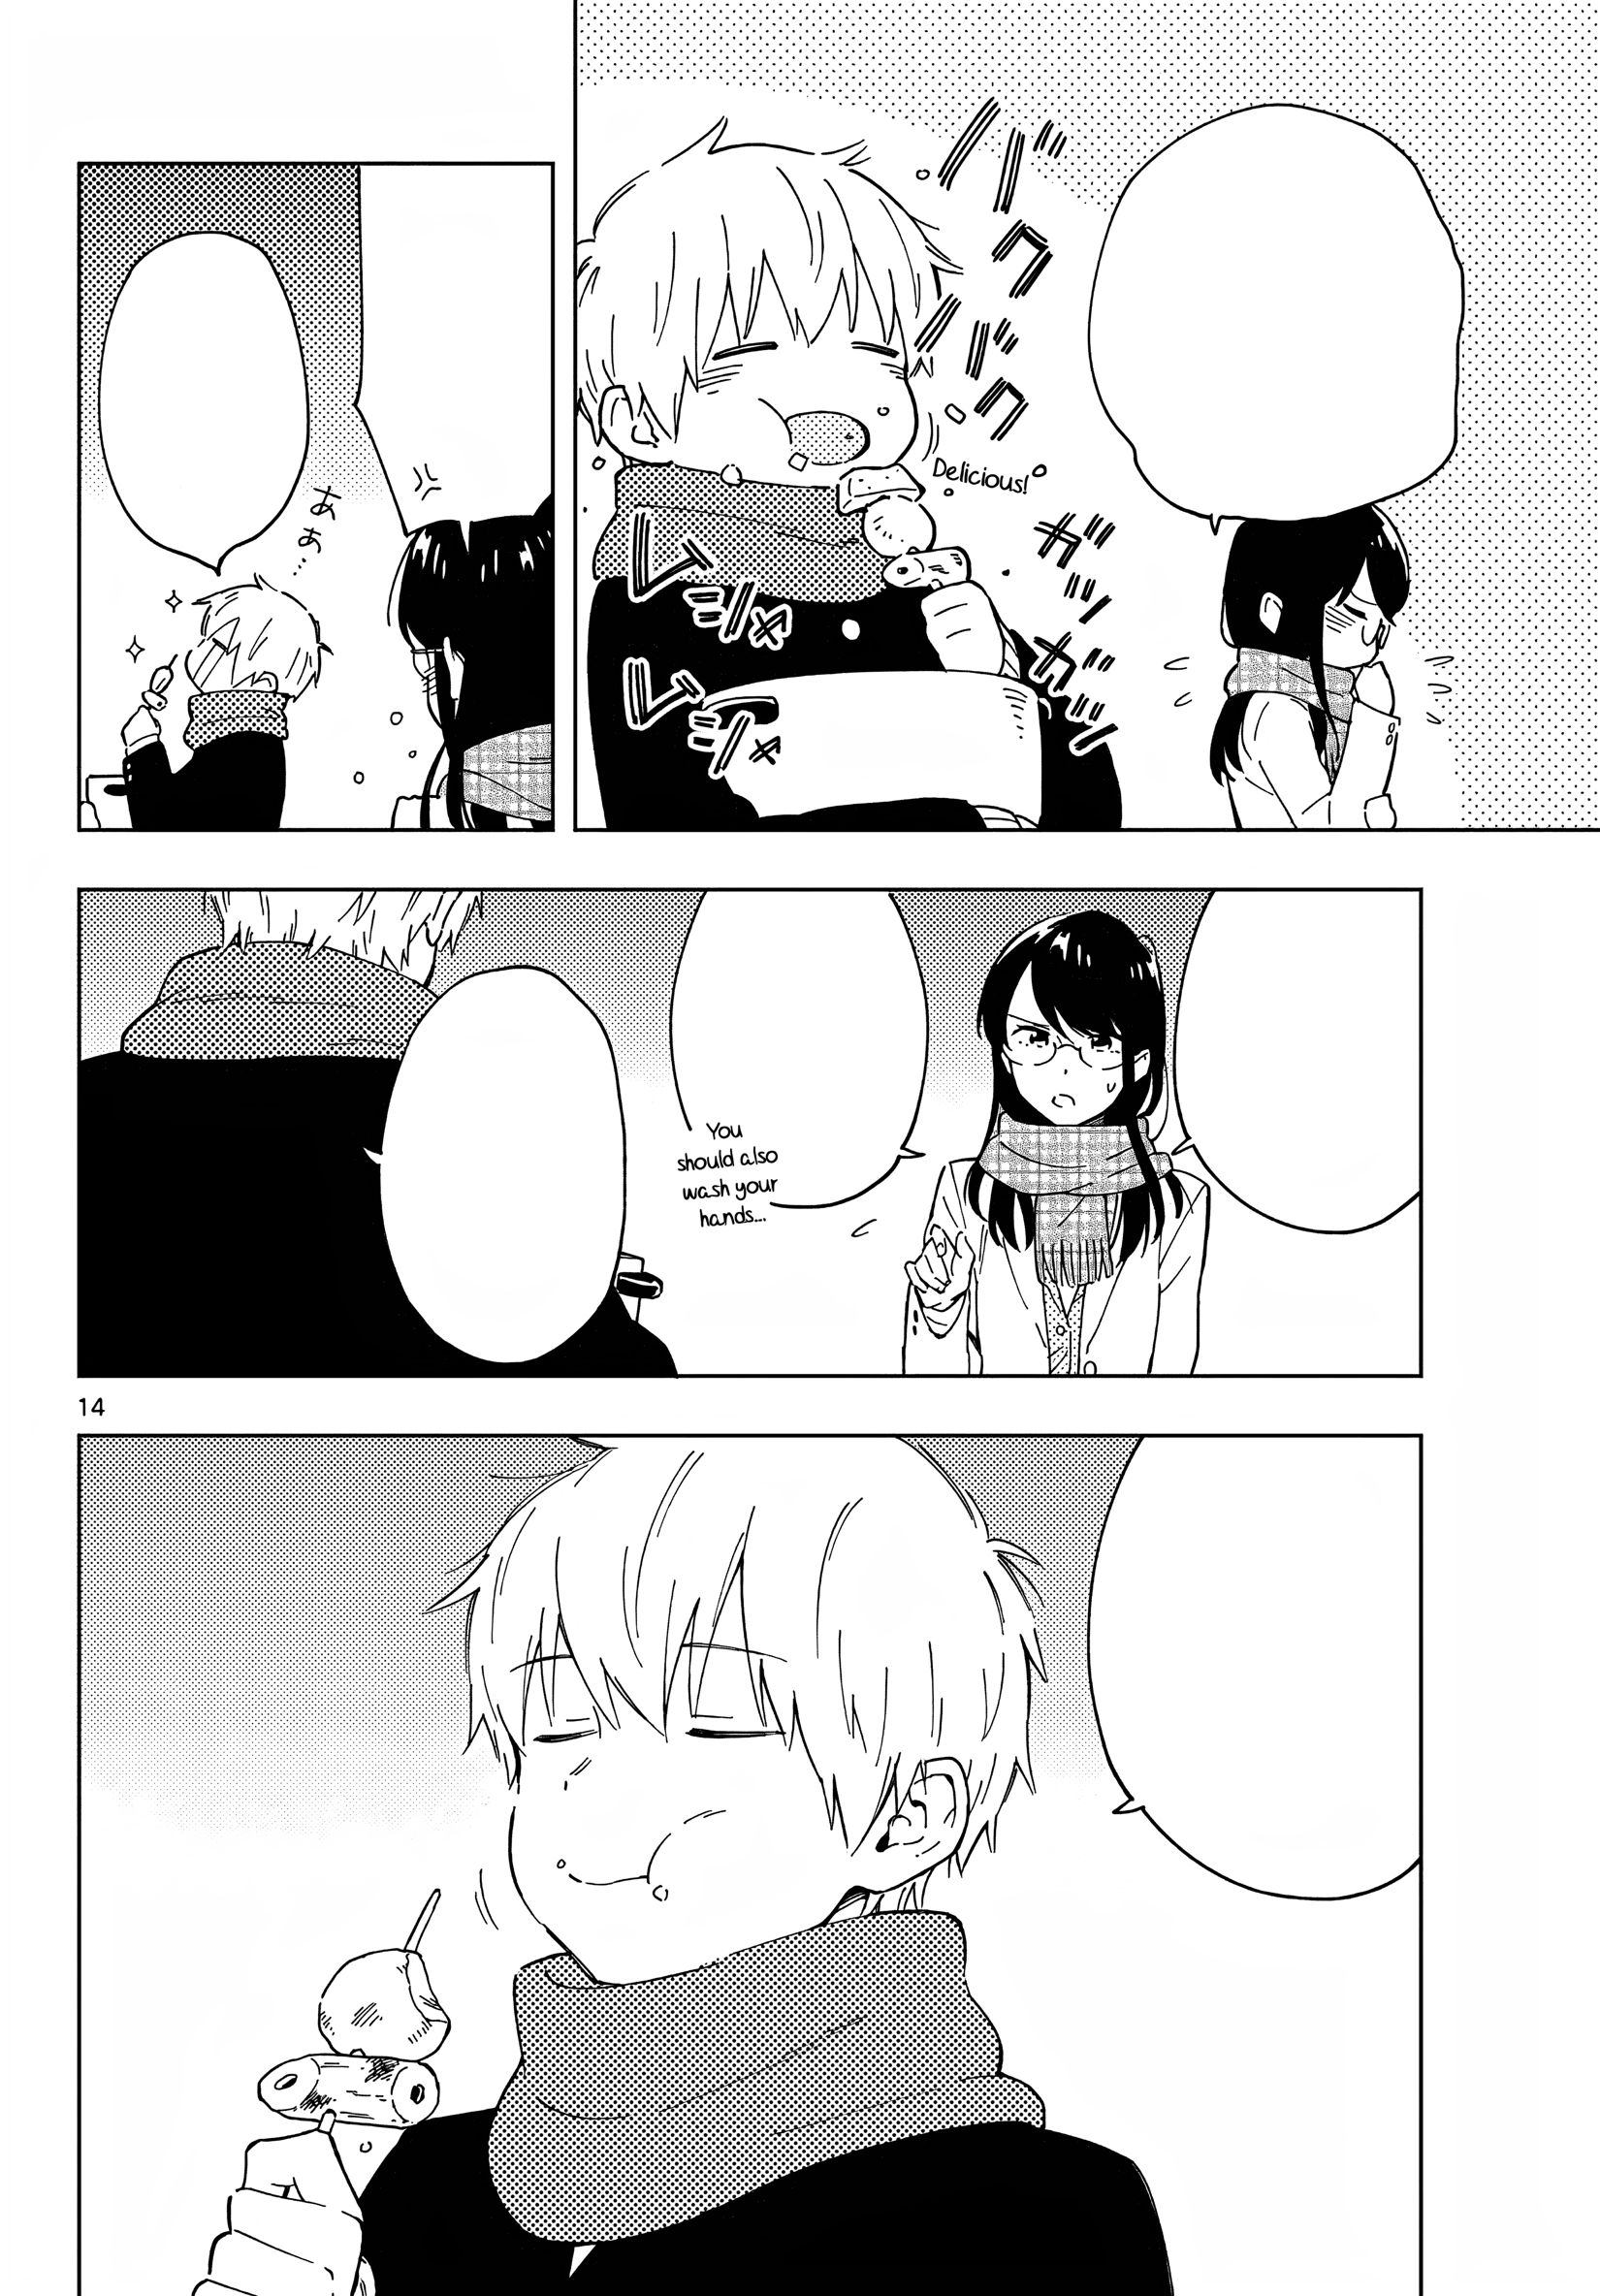 バクバク
Delicious!
ガツガツ
ムシャ
ムシャ
あぁ…
You
should also
wash your
hands...
14